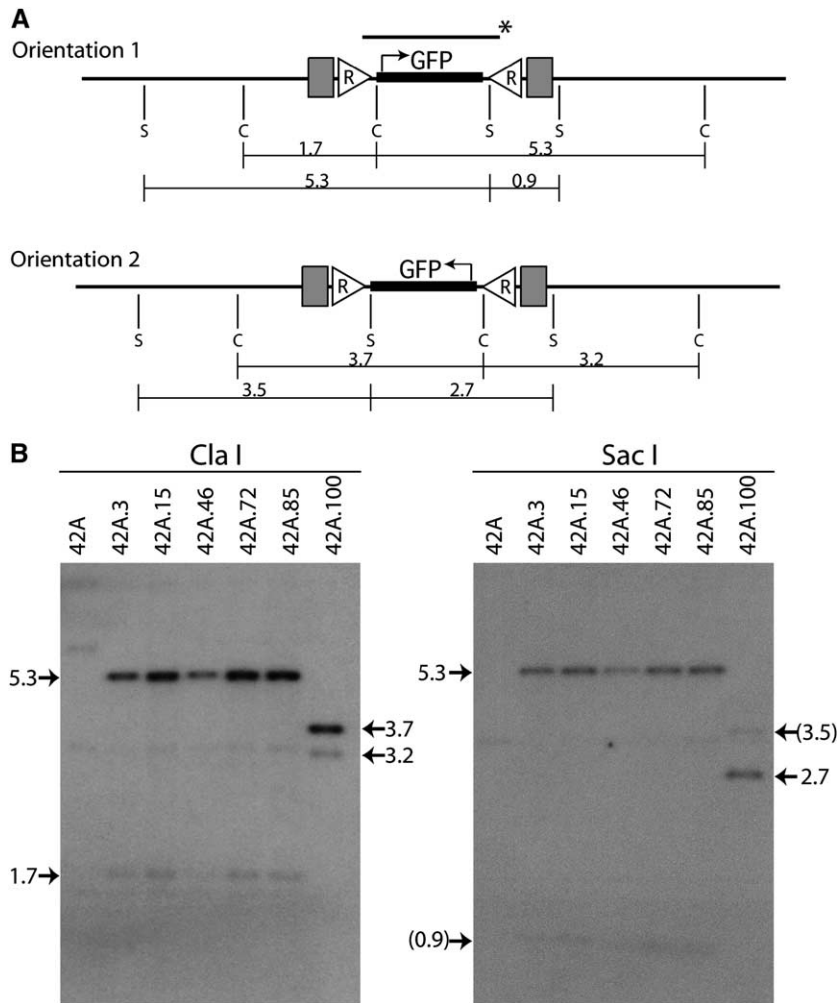 A
*
Orientation 1
R GFP R
S C C S S C
1.7 5.3
5.3 0.9
Orientation 2
R GFP R
S C S C S C
3.7 3.2
3.5 2.7
B
Cla I
42A 42A.3 42A.15 42A.46 42A.72 42A.85 42A.100
5.3
3.7
3.2
1.7
Sac I
42A 42A.3 42A.15 42A.46 42A.72 42A.85 42A.100
5.3
(3.5)
2.7
(0.9)